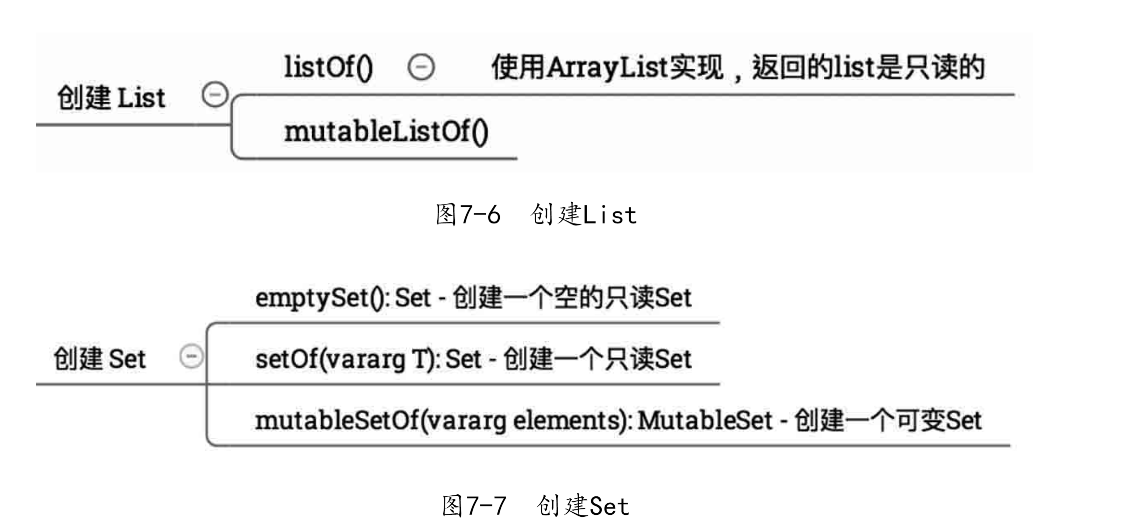 listOf()
使用ArrayList实现，返回的list是只读的
创建 List
mutableListOf()
图7-6 创建List
emptySet(): Set - 创建一个空的只读Set
创建 Set
setOf(vararg T): Set - 创建一个只读Set
mutableSetOf(vararg elements): MutableSet - 创建一个可变Set
图7-7 创建Set